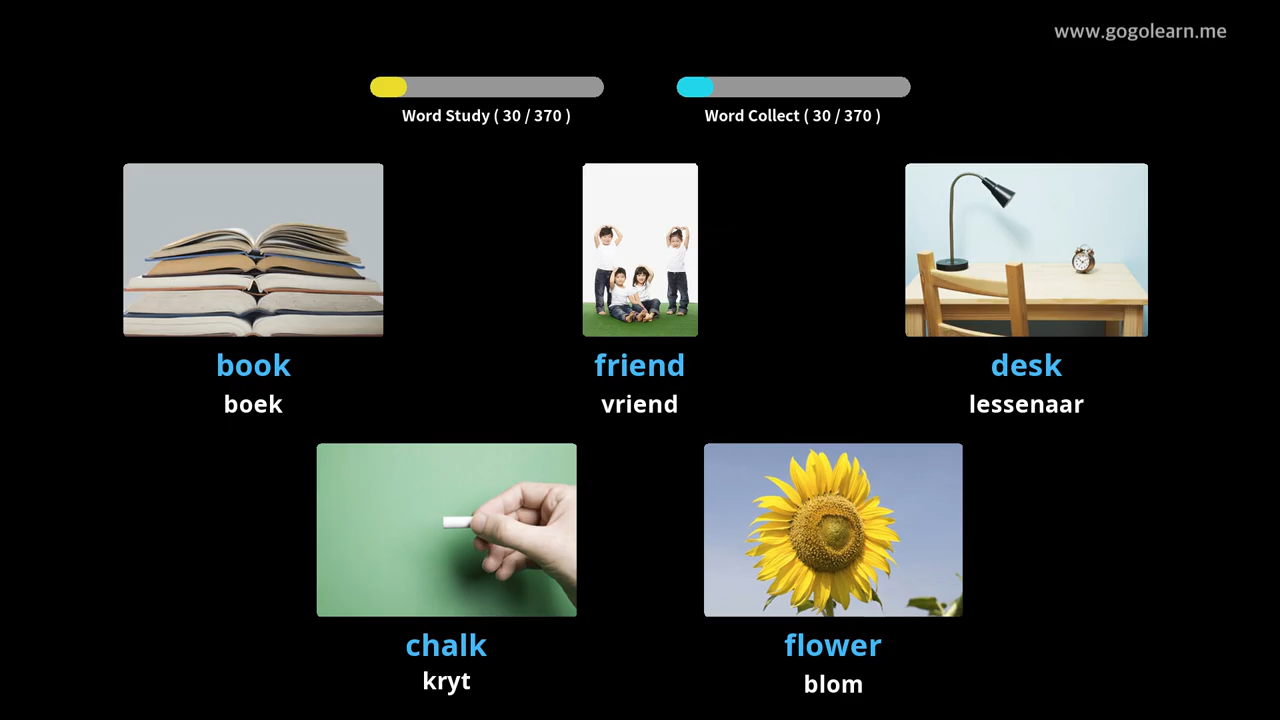 www.gogolearn.me
Word Study ( 30 / 370 )
Word Collect ( 30 / 370 )
book
boek
friend
vriend
desk
lessenaar
chalk
kryt
flower
blom